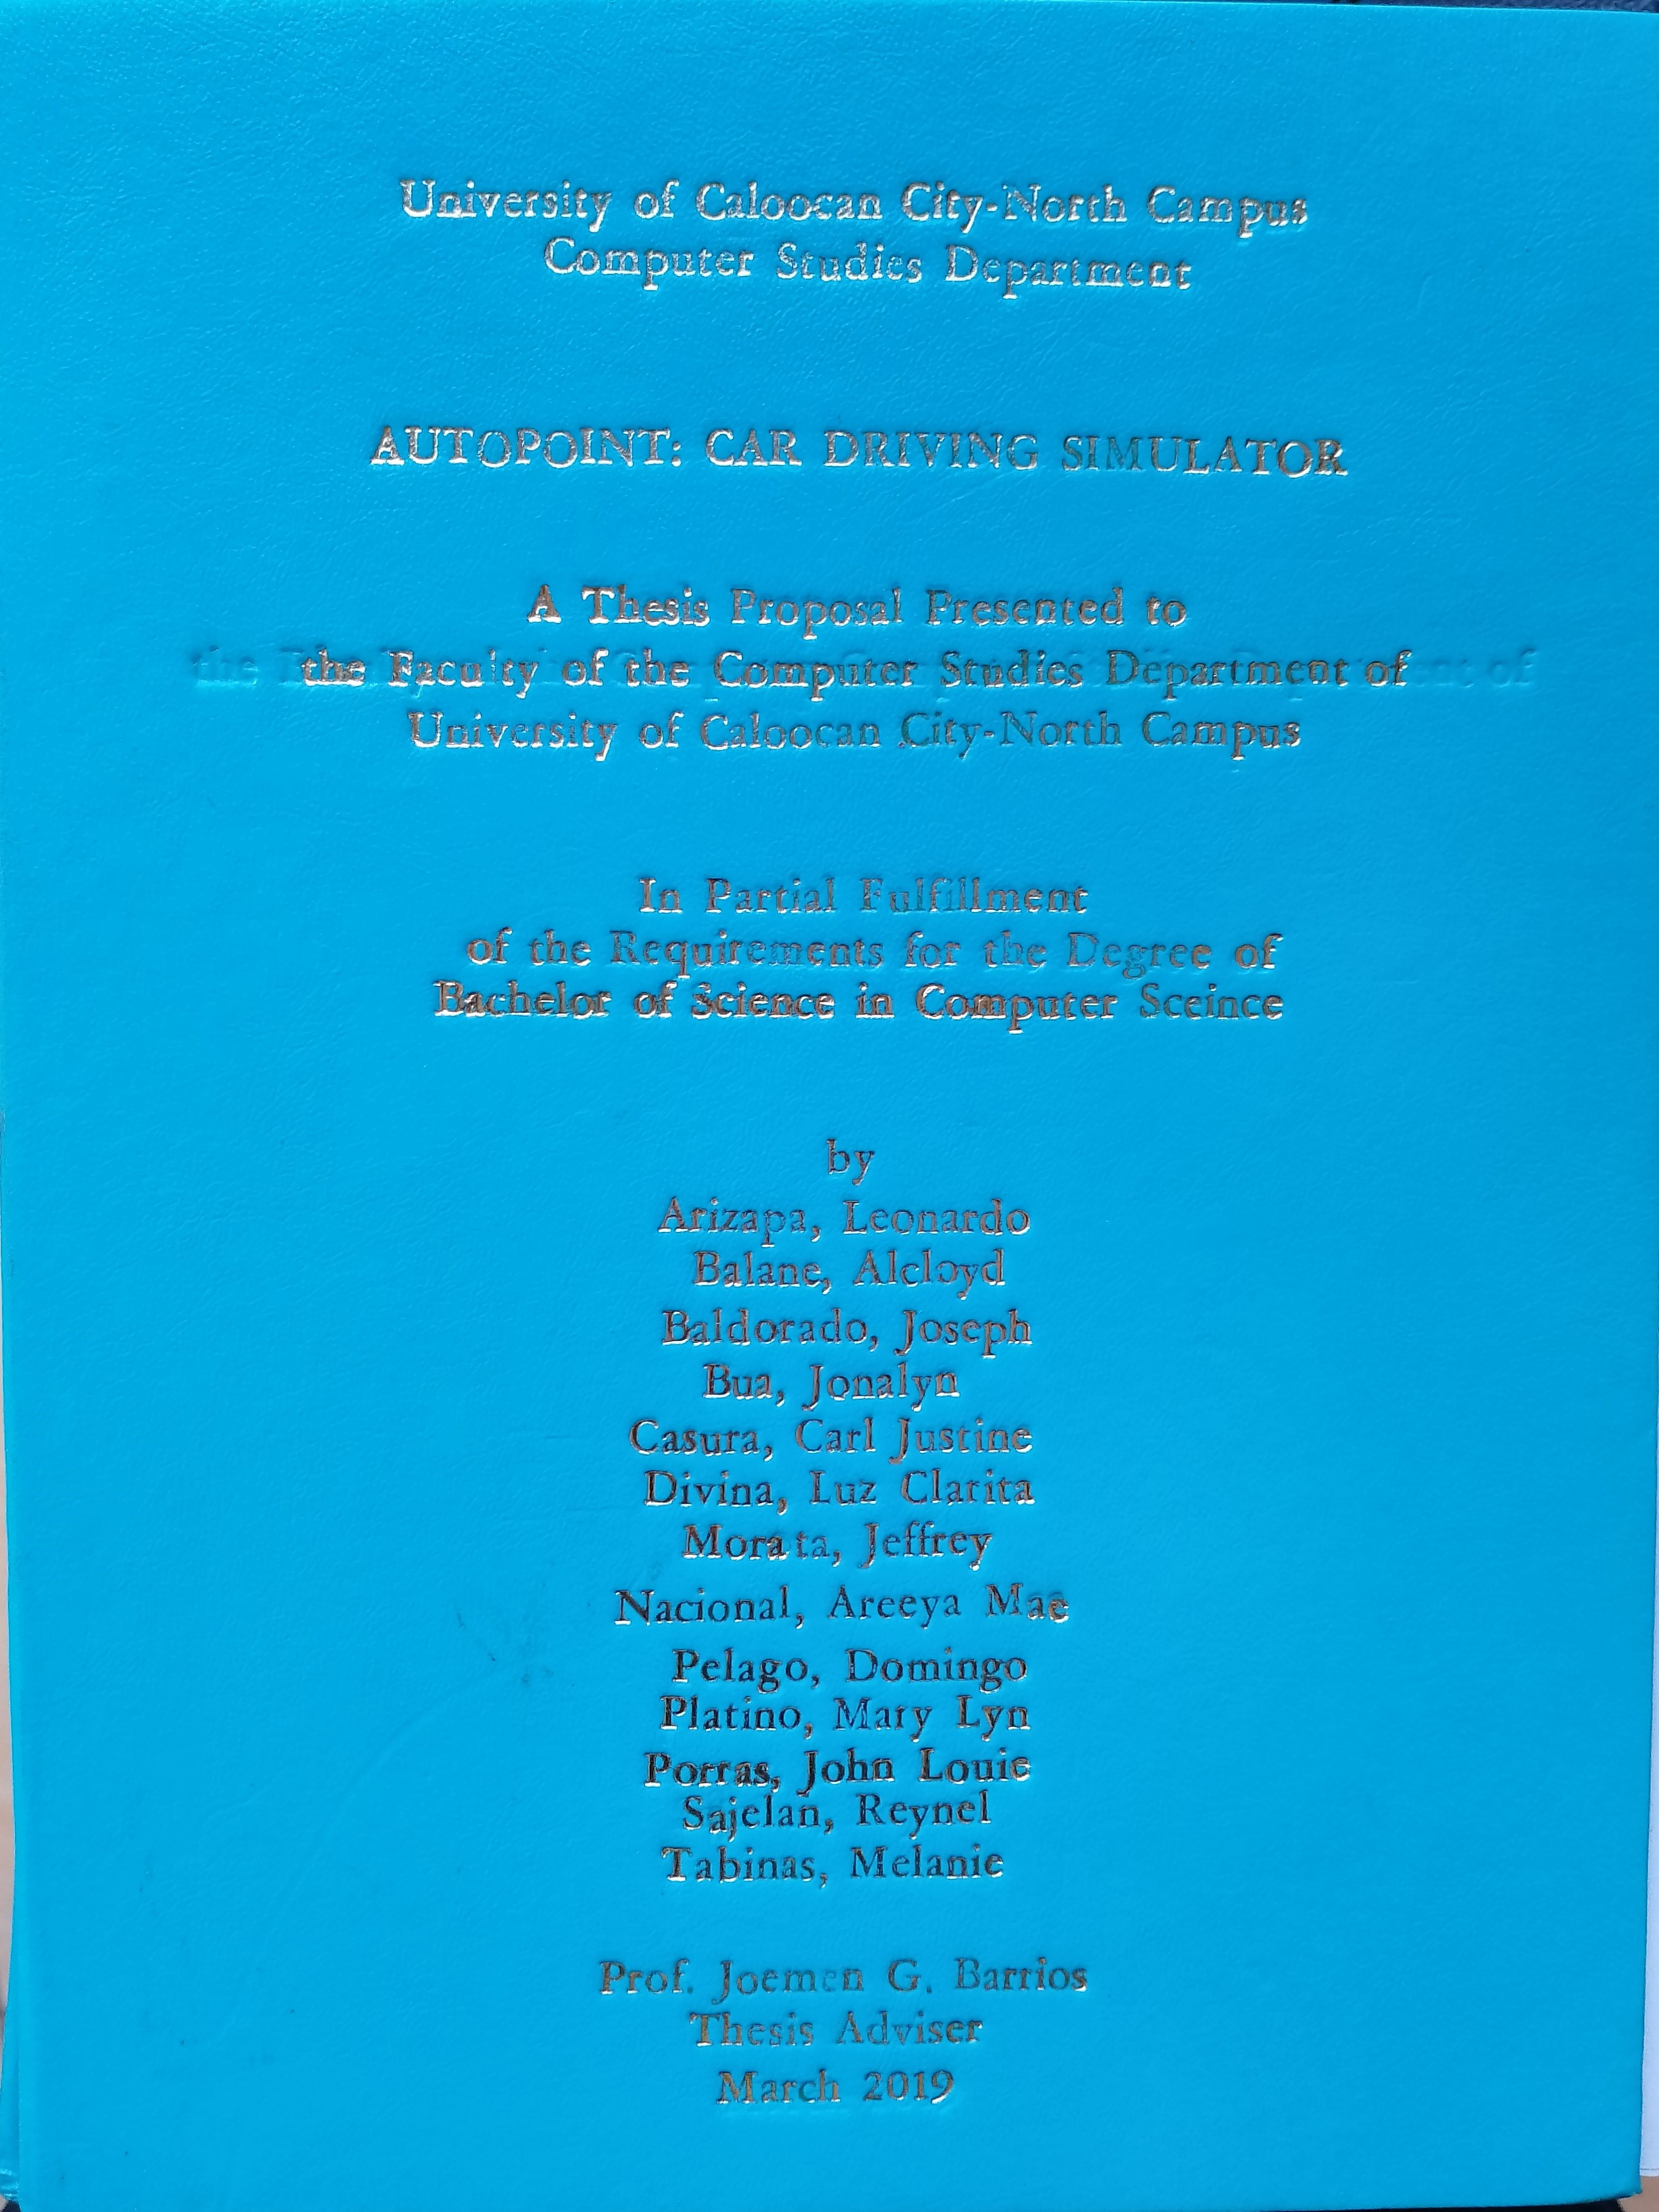 University of Caloocan City-North Campus
Computer Studies Department
AUTOPOINT: CAR DRIVING SIMULATOR
A Thesis Proposal Presented to
the Faculty of the Computer Studies Department of
University of Caloocan City-North Campus
In Partial Fulfillment
of the Requirements for the Degree of
Bachelor of Science in Computer Sceince
by
Arizapa, Leonardo
Balane, Alcloyd
Baldorado, Joseph
Bua, Jonalyn
Casura, Carl Justine
Divina, Luz Clarita
Morata, Jeffrey
Nacional, Areeya Mae
Pelago, Domingo
Platino, Mary Lyn
Porras, John Louie
Sajelan, Reynel
Tabinas, Melanie
Prof. Joemen G. Barrios
Thesis Adviser
March 2019